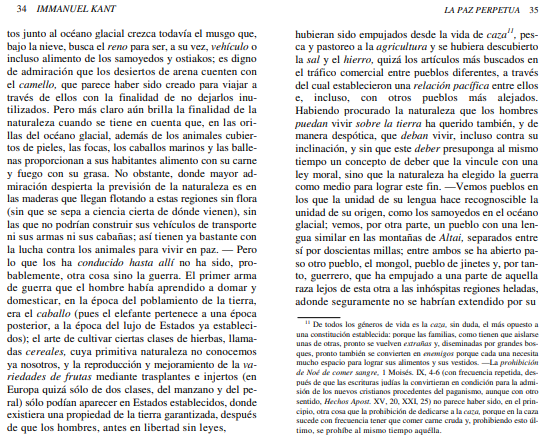 34 IMMANUEL KANT
tos junto al océano glacial crezca todavía el musgo que,
bajo la nieve, busca el reno para ser, a su vez, vehículo o
incluso alimento de los samoyedos y ostiakos; es digno
de admiración que los desiertos de arena cuenten con
el camello, que parece haber sido creado para viajar a
través de ellos con la finalidad de no dejarlos inu-
tilizados. Pero más claro aún brilla la finalidad de la
naturaleza cuando se tiene en cuenta que, en las ori-
llas del océano glacial, además de los animales cubier-
tos de pieles, las focas, los caballos marinos y las balle-
nas proporcionan a sus habitantes alimento con su carne
y fuego con su grasa. No obstante, donde mayor ad-
miración despierta la previsión de la naturaleza es en
las maderas que llegan flotando a estas regiones sin flora
(sin que se sepa a ciencia cierta de dónde vienen), sin
las que no podrían construir sus vehículos de transporte
ni sus armas ni sus cabañas; así tienen ya bastante con
la lucha contra los animales para vivir en paz. — Pero
lo que los ha conducido hasta allí no ha sido, pro-
bablemente, otra cosa sino la guerra. El primer arma
de guerra que el hombre había aprendido a domar y
domesticar, en la época del poblamiento de la tierra,
era el caballo (pues el elefante pertenece a una época
posterior, a la época del lujo de Estados ya estableci-
dos); el arte de cultivar ciertas clases de hierbas, llama-
das cereales, cuya primitiva naturaleza no conocemos
ya nosotros, y la reproducción y mejoramiento de la va-
riedades de frutas mediante trasplantes e injertos (en
Europa quizá sólo de dos clases, del manzano y del pe-
ral) sólo podían aparecer en Estados establecidos, donde
existiera una propiedad de la tierra garantizada, después
de que los hombres, antes en libertad sin leyes,
LA PAZ PERPETUA 35
hubieran sido empujados desde la vida de caza11, pes-
ca y pastoreo a la agricultura y se hubiera descubierto
la sal y el hierro, quizá los artículos más buscados en
el tráfico comercial entre pueblos diferentes, a través
del cual establecieron una relación pacífica entre ellos
e, incluso, con otros pueblos más alejados.
Habiendo procurado la naturaleza que los hombres
puedan vivir sobre la tierra ha querido también, y de
manera despótica, que deban vivir, incluso contra su
inclinación, y sin que este deber presuponga al mismo
tiempo un concepto de deber que la vincule con una
ley moral, sino que la naturaleza ha elegido la guerra
como medio para lograr este fin. —Vemos pueblos en
los que la unidad de su lengua hace recognoscible la
unidad de su origen, como los samoyedos en el océano
glacial; vemos, por otra parte, un pueblo con una len-
gua similar en las montañas de Altai, separados entre
sí por doscientas millas; entre ambos se ha abierto pa-
so otro pueblo, el mongol, pueblo de jinetes y, por tan-
to, guerrero, que ha empujado a una parte de aquella
raza lejos de esta otra a las inhóspitas regiones heladas,
adonde seguramente no se habrían extendido por su
11 De todos los géneros de vida es la caza, sin duda, el más opuesto a
una constitución establecida: porque las familias, como tienen que aislarse
unas de otras, pronto se vuelven extrañas y, diseminadas por grandes bos-
ques, pronto también se convierten en enemigos porque cada una necesita
mucho espacio para lograr sus alimentos y sus vestidos. —La prohibición
de Noé de comer sangre, 1 Moisés. IX, 4-6 (con frecuencia repetida, des-
pués de que las escrituras judías la convirtieran en condición para la admi-
sión de los nuevos cristianos procedentes del paganismo, aunque con otro
sentido, Hechos Apost. XV, 20, XXI, 25) no parece haber sido, en el prin-
cipio, otra cosa que la prohibición de dedicarse a la caza, porque en la caza
sucede con frecuencia tener que comer carne cruda y, prohibiendo esto úl-
timo, se prohíbe al mismo tiempo aquélla.